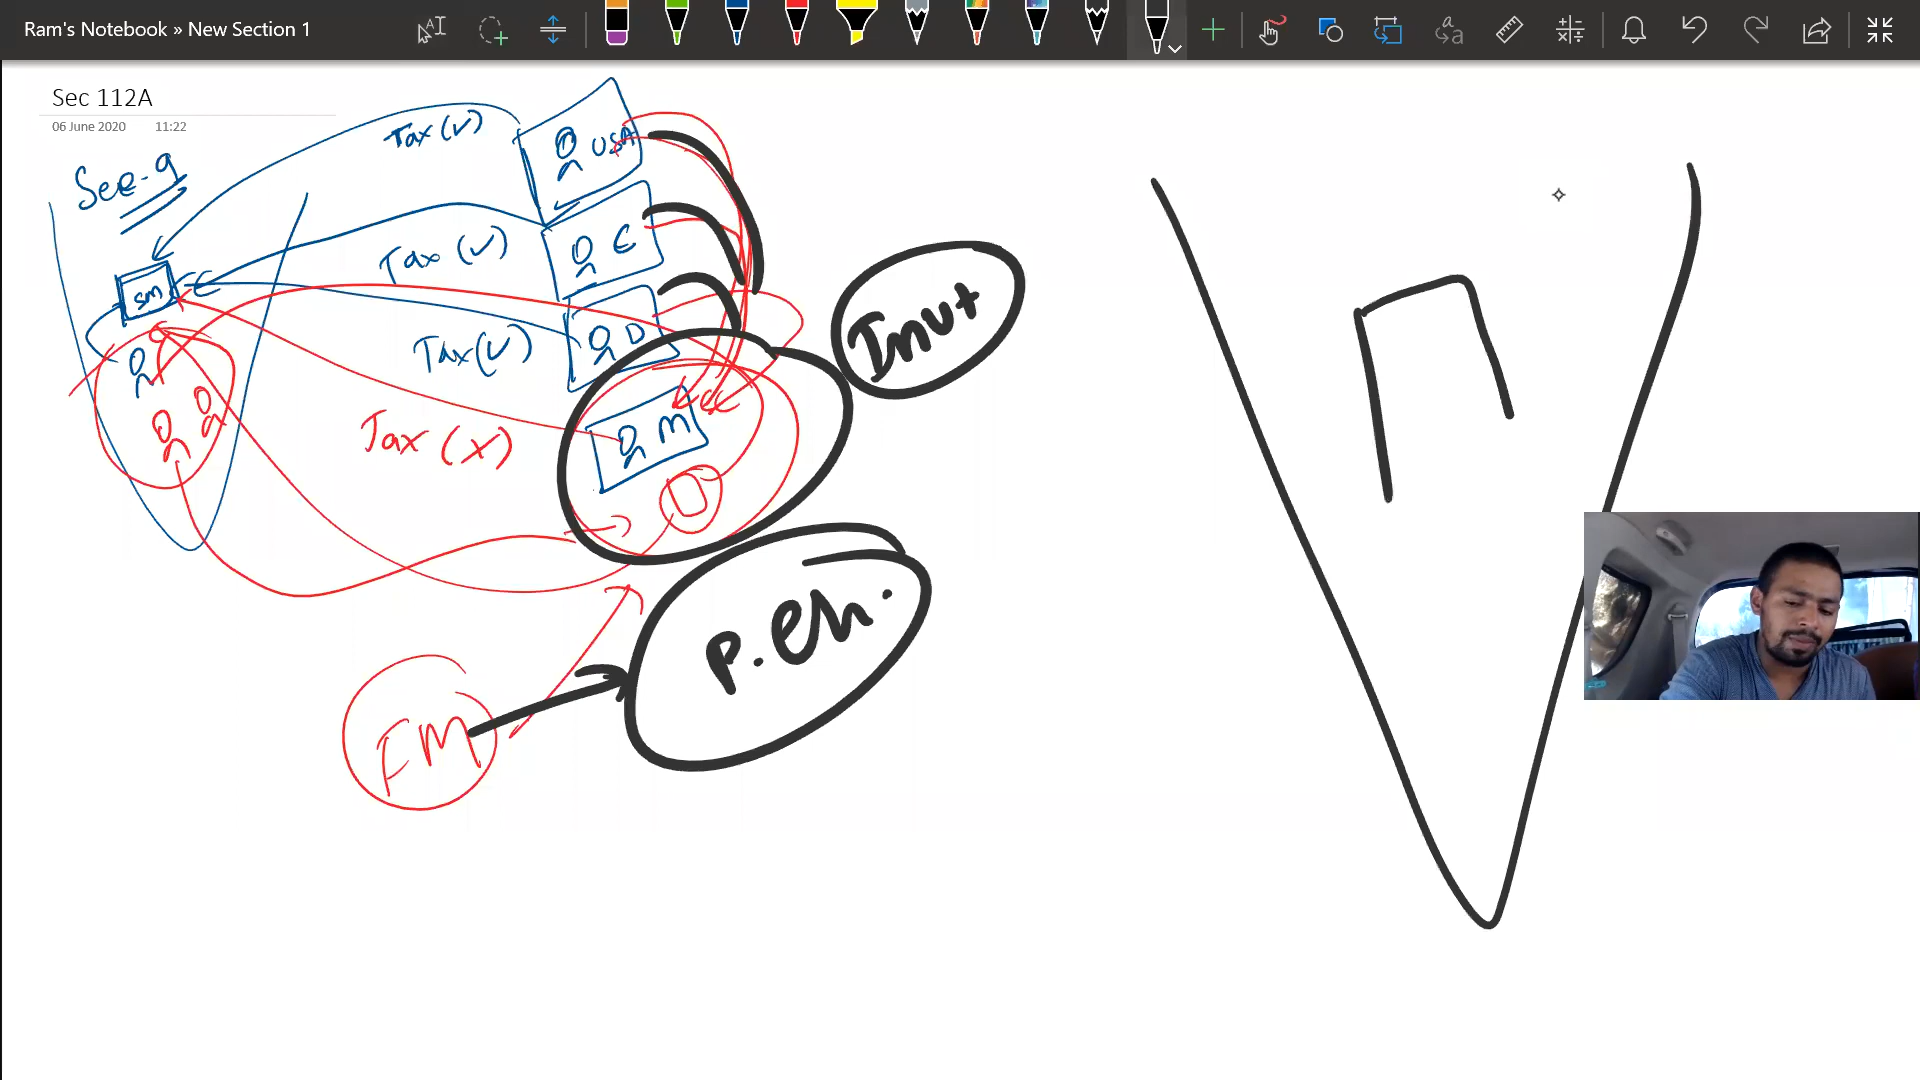 Ram's Notebook » New Section 1
Sec 112A
06 June 2020 11:22
See-9
Tax (✓)
USA
Tax (✓)
E
sm
Tax (✓)
D
Inv+
Tax (X)
M
P. Eh.
FM